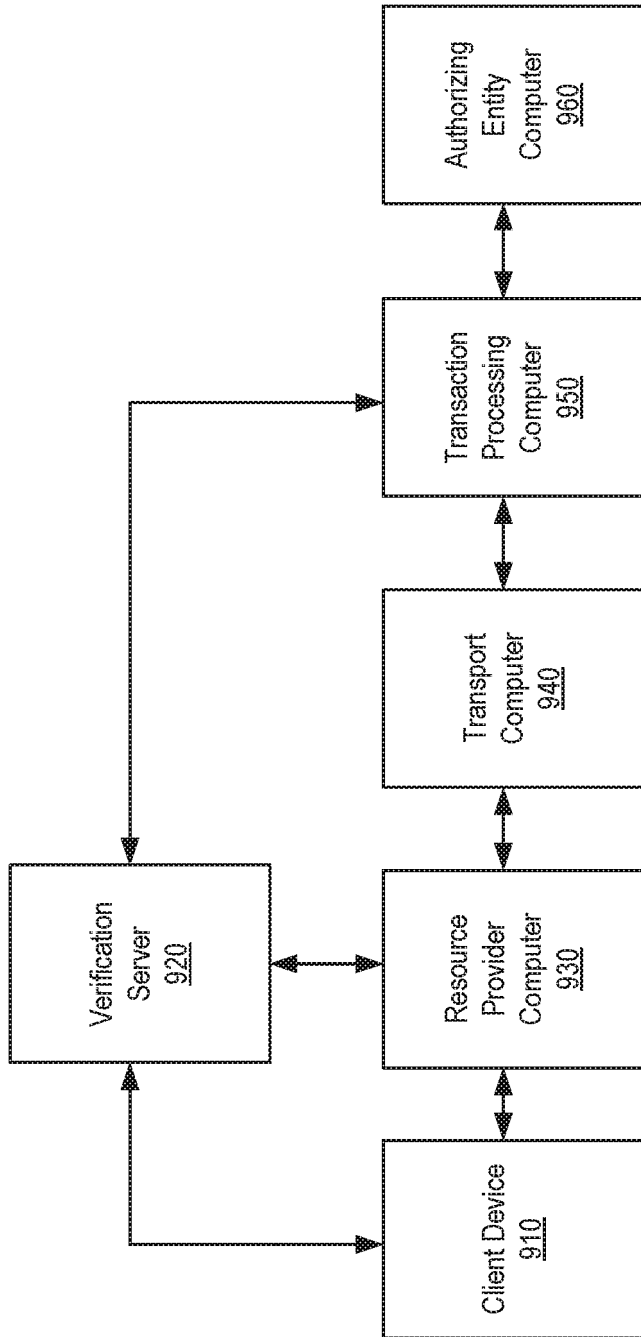 Verification
Server
920
Client Device
910
Resource
Provider
Computer
930
Transport
Computer
940
Transaction
Processing
Computer
950
Authorizing
Entity
Computer
960